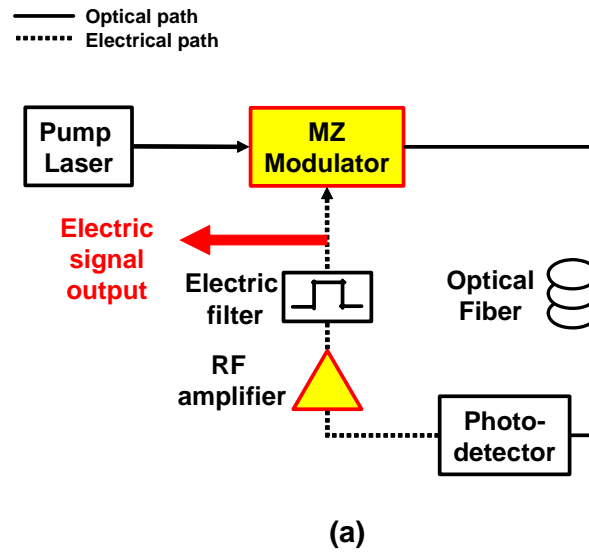 Optical path
Electrical path
Pump
Laser
MZ
Modulator
Electric
signal
output
Electric
filter
Optical
Fiber
RF
amplifier
Photo-
detector
(a)